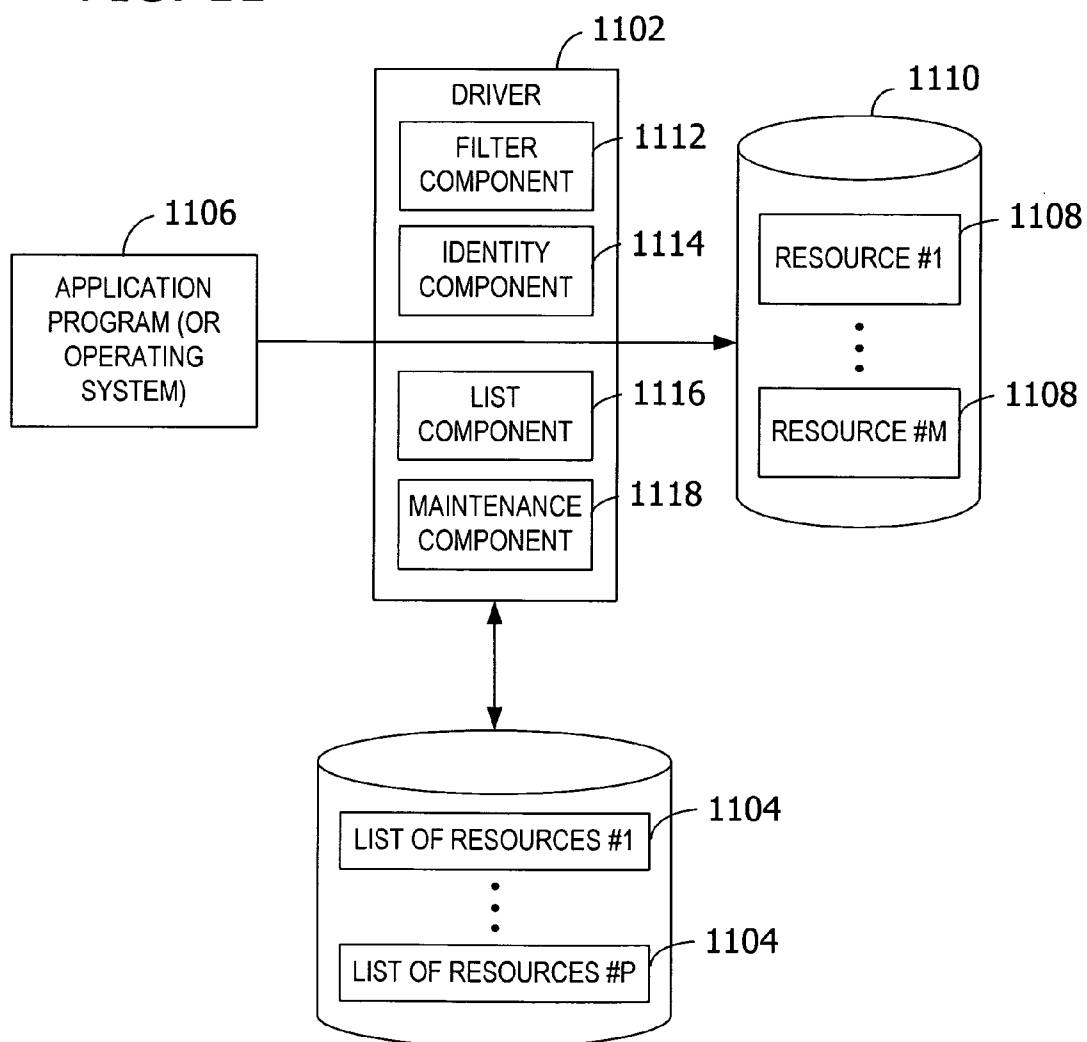 1102
DRIVER
1110
FILTER
COMPONENT
1112
1106
RESOURCE #1
1108
IDENTITY
COMPONENT
1114
APPLICATION
PROGRAM (OR
OPERATING
SYSTEM)
LIST
COMPONENT
1116
RESOURCE #M
1108
MAINTENANCE
COMPONENT
1118
LIST OF RESOURCES #1
1104
LIST OF RESOURCES #P
1104